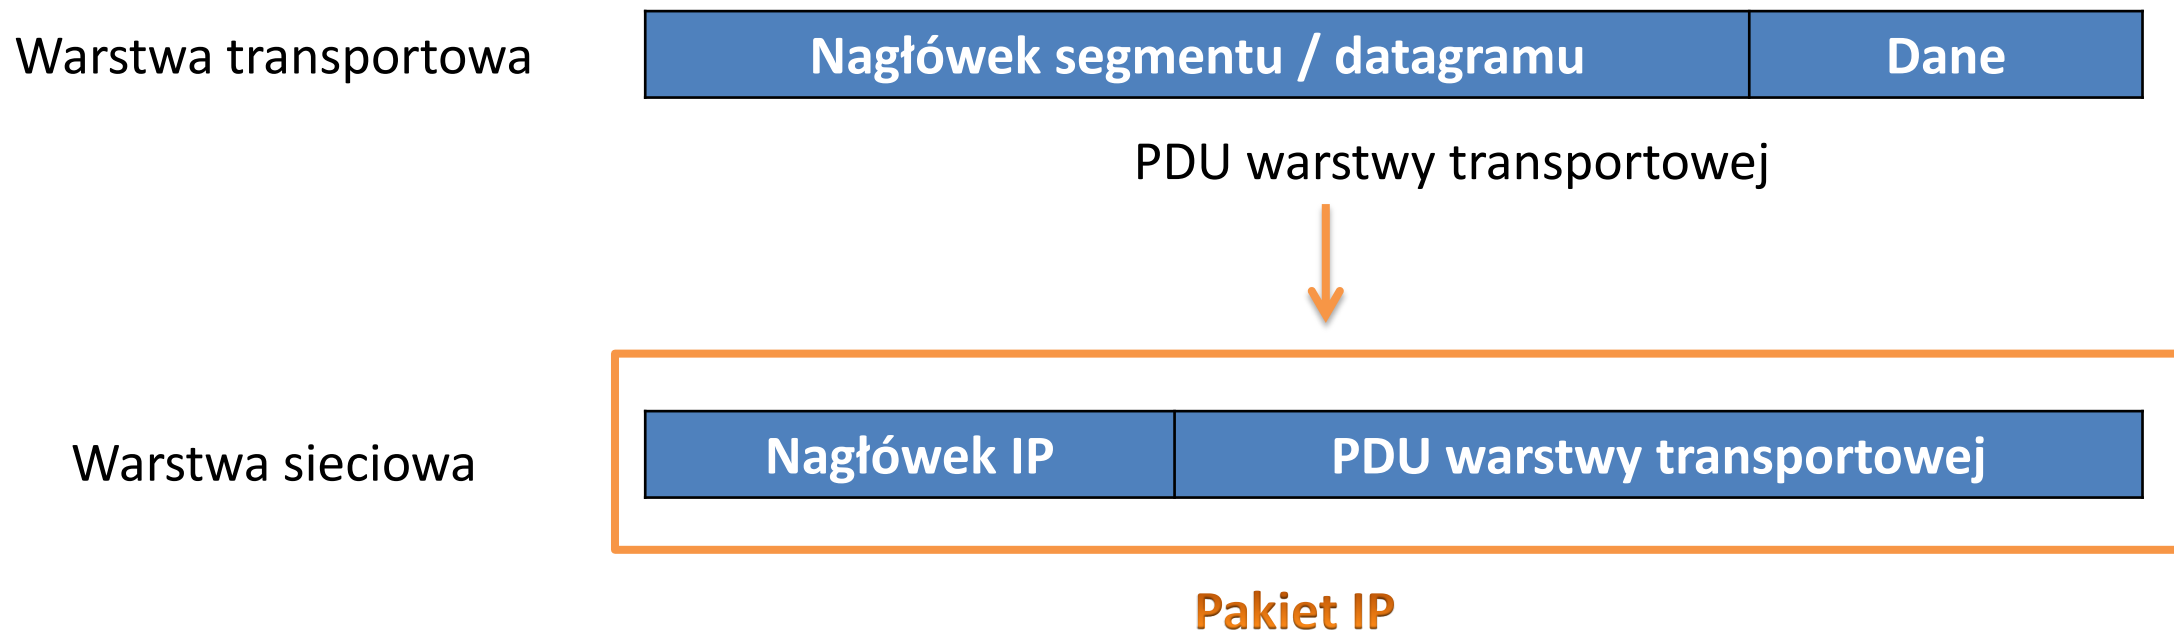 Warstwa transportowa
Nagłówek segmentu / datagramu
Dane
PDU warstwy transportowej
Warstwa sieciowa
Nagłówek IP
PDU warstwy transportowej
Pakiet IP